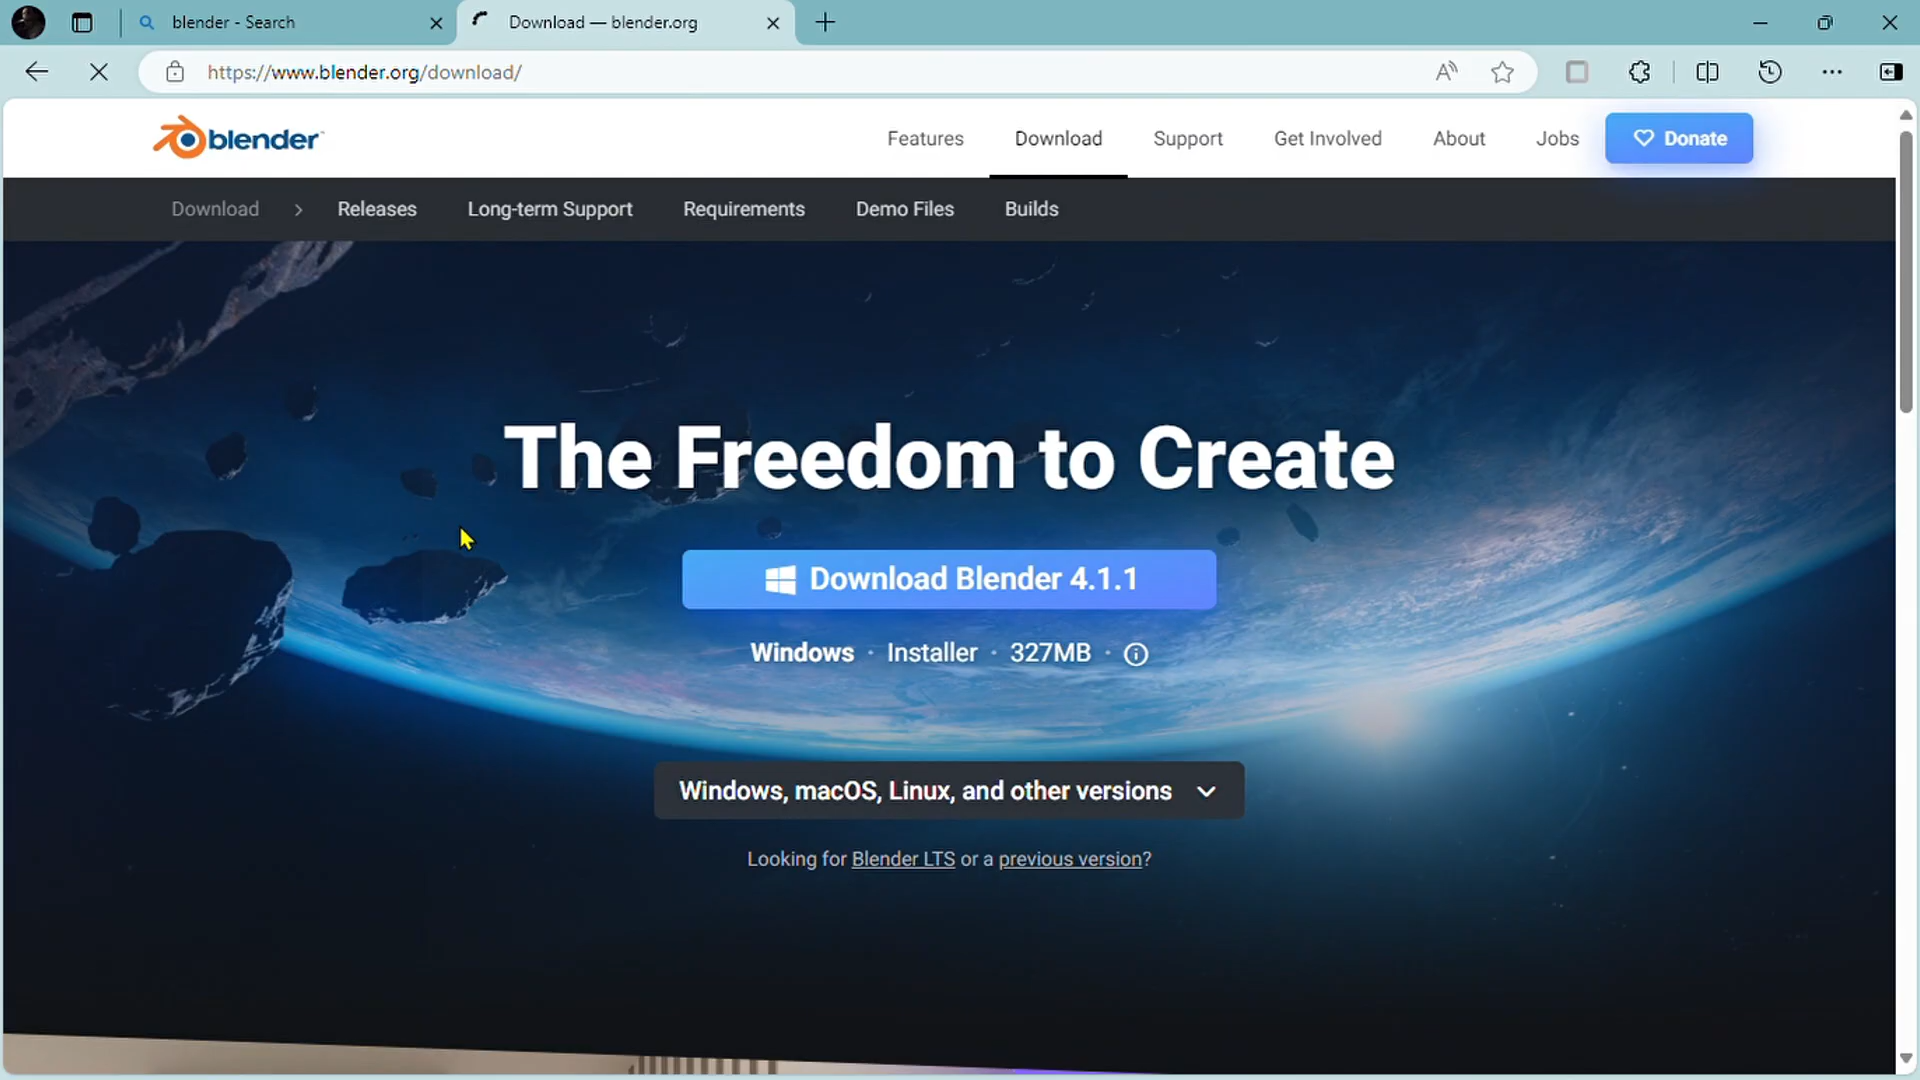 blender - Search
Download — blender.org
https://www.blender.org/download/
blender
Features
Download
Support
Get Involved
About
Jobs
Donate
Download
Releases
Long-term Support
Requirements
Demo Files
Builds
The Freedom to Create
Download Blender 4.1.1
Windows · Installer · 327MB ·
Windows, macOS, Linux, and other versions
Looking for Blender LTS or a previous version?